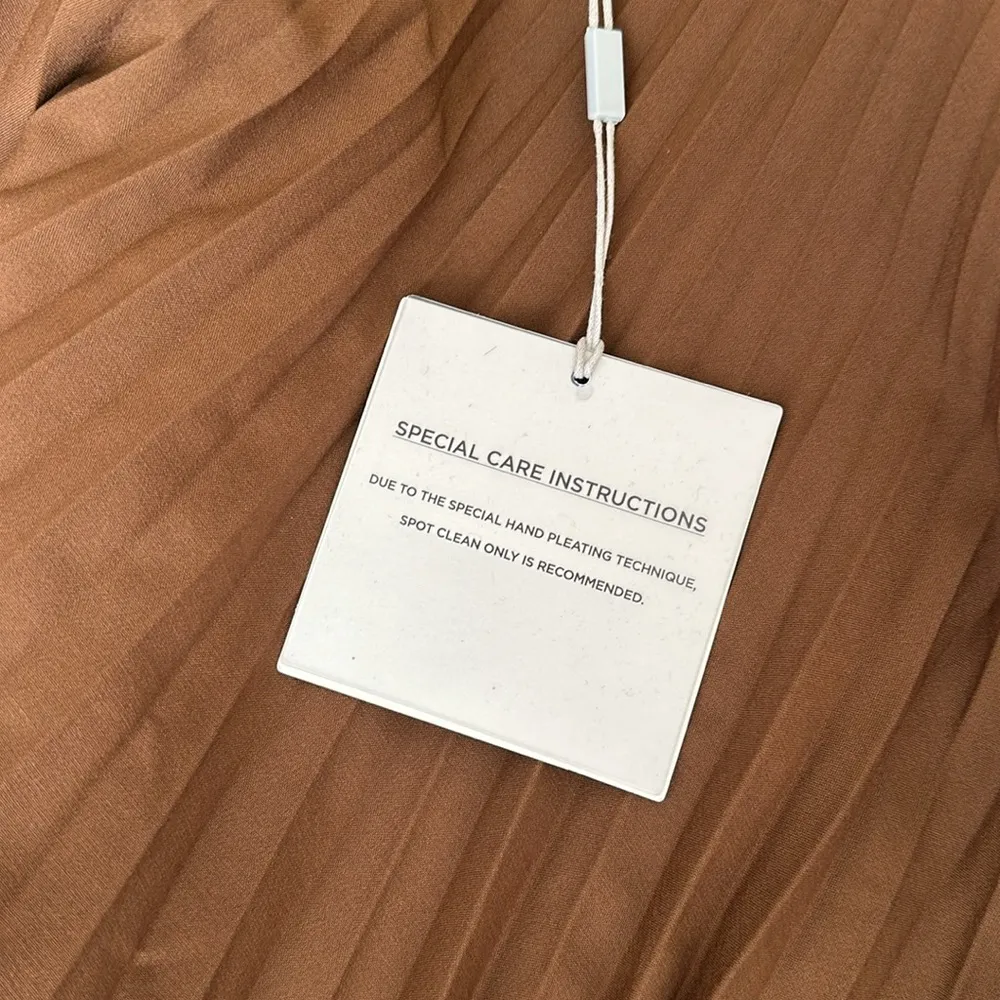 SPECIAL CARE INSTRUCTIONS
DUE TO THE SPECIAL HAND PLEATING TECHNIQUE,
SPOT CLEAN ONLY IS RECOMMENDED.